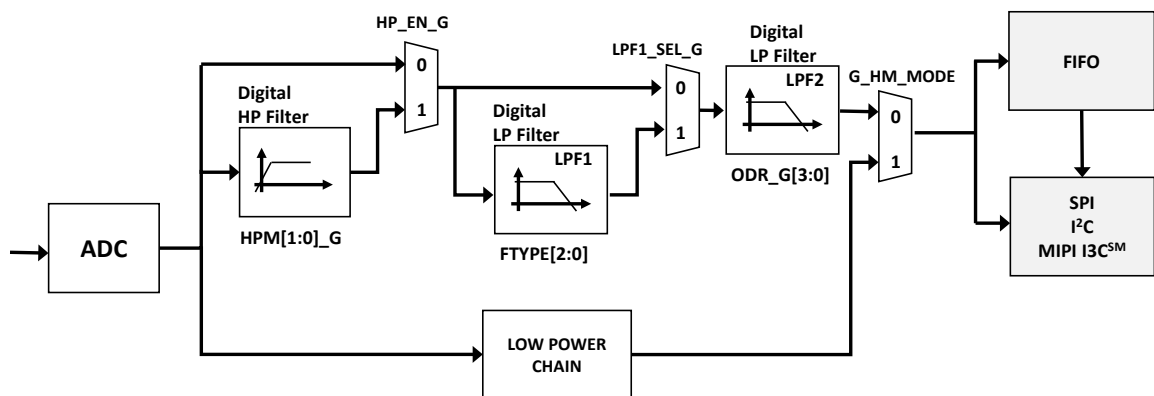 HP_EN_G
0
1
Digital
HP Filter
HPM[1:0]_G
Digital
LP Filter
LPF1
FTYPE[2:0]
LPF1_SEL_G
0
1
Digital
LP Filter
LPF2
ODR_G[3:0]
G_HM_MODE
0
1
FIFO
SPI
I²C
MIPI I3Cˢᴹ
ADC
LOW POWER
CHAIN